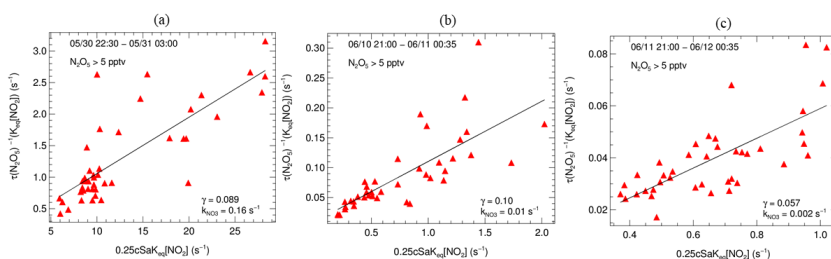 (a)
05/30 22:30 – 05/31 03:00
N₂O₅ > 5 pptv
τ(N₂O₅)⁻¹(Keq[NO₂]) (s⁻¹)
3.0
2.5
2.0
1.5
1.0
0.5
γ = 0.089
kNO3 = 0.16 s⁻¹
5 10 15 20 25
0.25cSaKeq[NO₂] (s⁻¹)
(b)
06/10 21:00 – 06/11 00:35
N₂O₅ > 5 pptv
τ(N₂O₅)⁻¹(Keq[NO₂]) (s⁻¹)
0.30
0.25
0.20
0.15
0.10
0.05
0.00
γ = 0.10
kNO3 = 0.01 s⁻¹
0.5 1.0 1.5 2.0
0.25cSaKeq[NO₂] (s⁻¹)
(c)
06/11 21:00 – 06/12 00:35
N₂O₅ > 5 pptv
τ(N₂O₅)⁻¹(Keq[NO₂]) (s⁻¹)
0.08
0.06
0.04
0.02
γ = 0.057
kNO3 = 0.002 s⁻¹
0.4 0.6 0.8 1.0
0.25cSaKeq[NO₂] (s⁻¹)